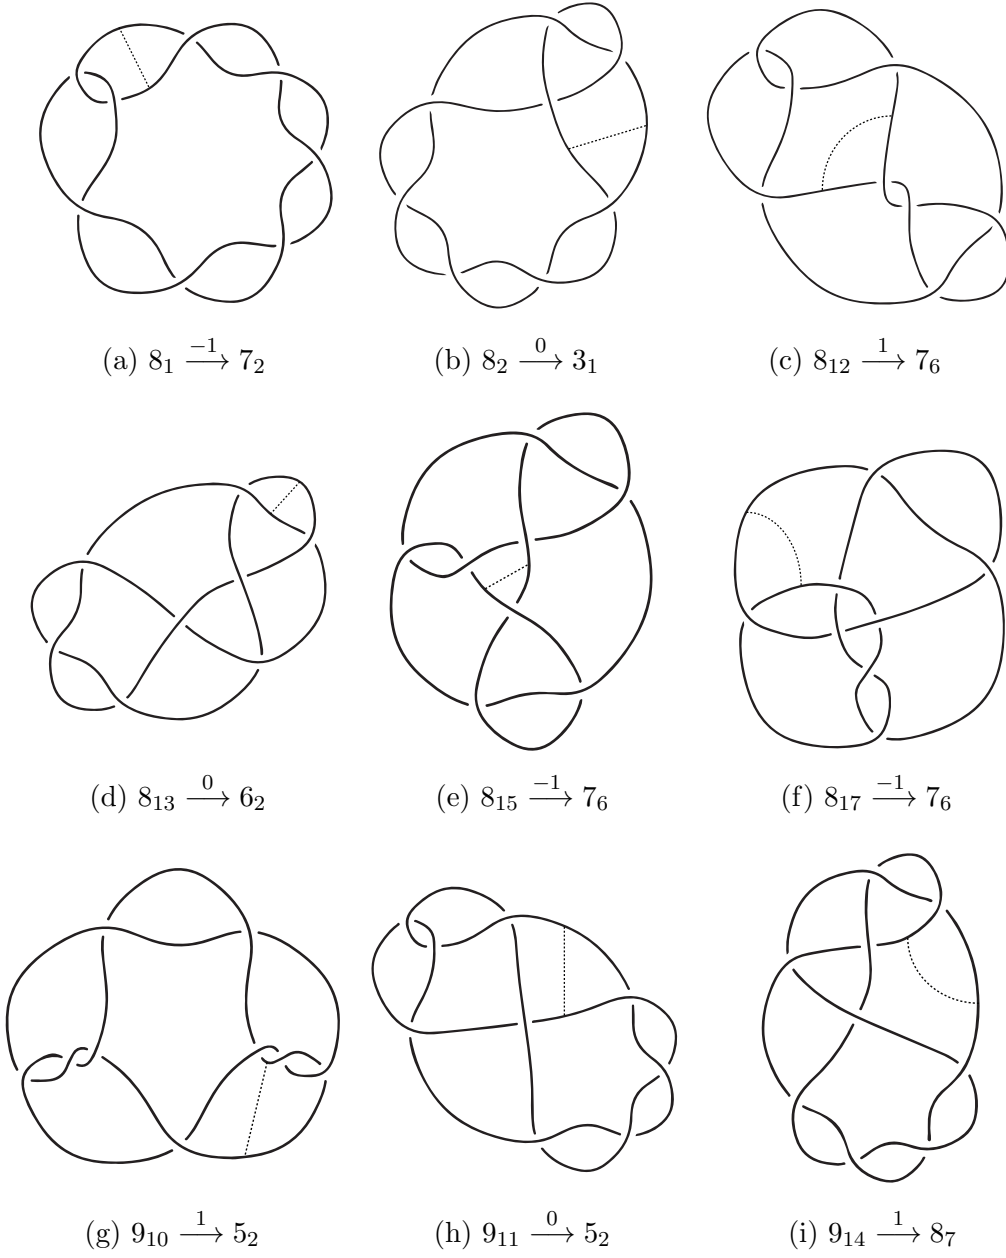 (a) 8₁ —−1→ 7₂
(b) 8₂ —0→ 3₁
(c) 8₁₂ —1→ 7₆
(d) 8₁₃ —0→ 6₂
(e) 8₁₅ —−1→ 7₆
(f) 8₁₇ —−1→ 7₆
(g) 9₁₀ —1→ 5₂
(h) 9₁₁ —0→ 5₂
(i) 9₁₄ —1→ 8₇